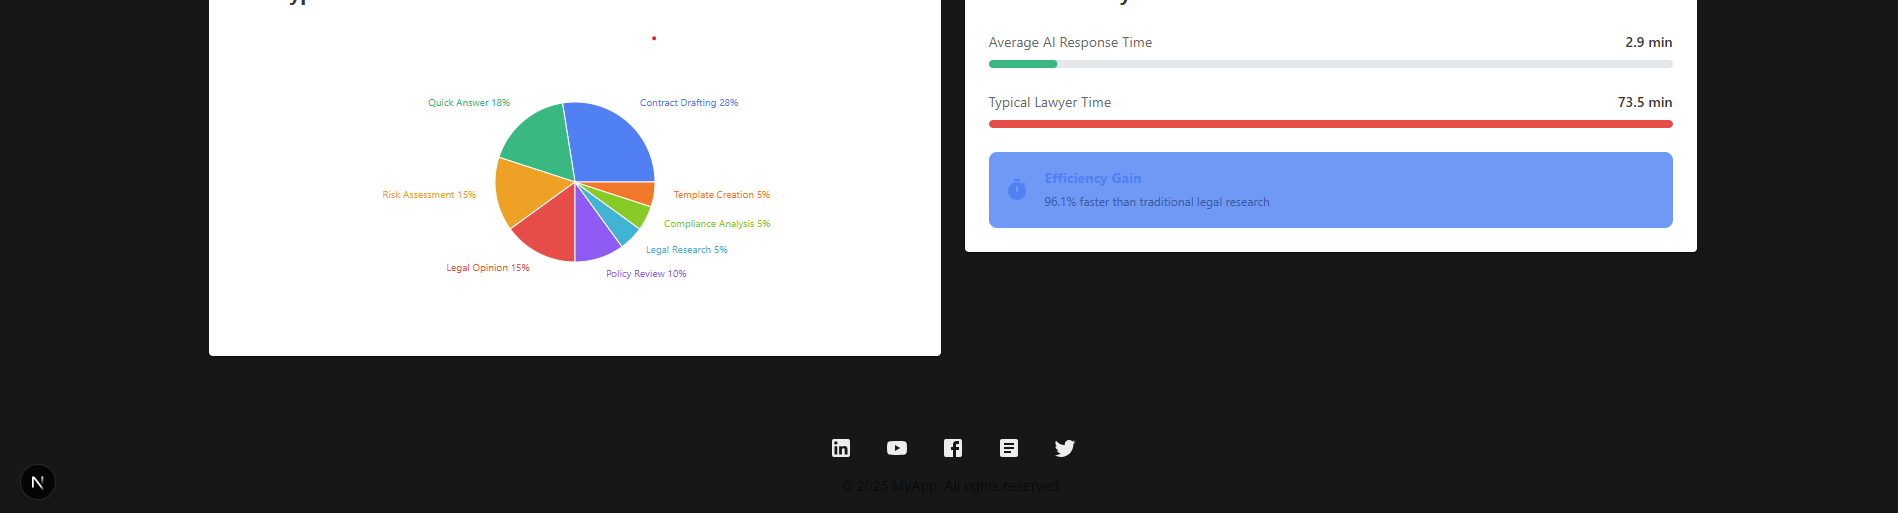 Average AI Response Time 2.9 min
Typical Lawyer Time 73.5 min
Efficiency Gain
96.1% faster than traditional legal research
Quick Answer 18%
Contract Drafting 28%
Risk Assessment 15%
Template Creation 5%
Compliance Analysis 5%
Legal Research 5%
Legal Opinion 15%
Policy Review 10%
© 2025 MyApp. All rights reserved.